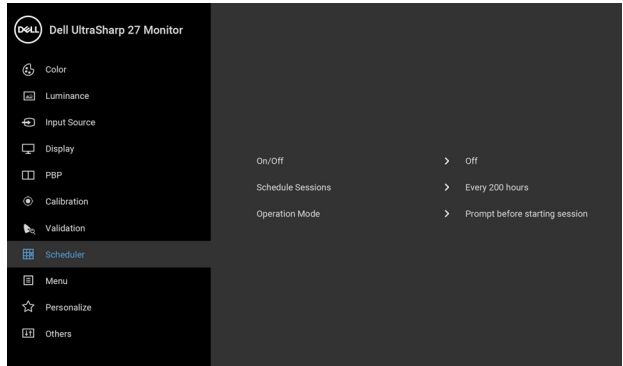 DELL Dell UltraSharp 27 Monitor
Color
Luminance
Input Source
Display
PBP
Calibration
Validation
Scheduler
Menu
Personalize
Others
On/Off Off
Schedule Sessions Every 200 hours
Operation Mode Prompt before starting session